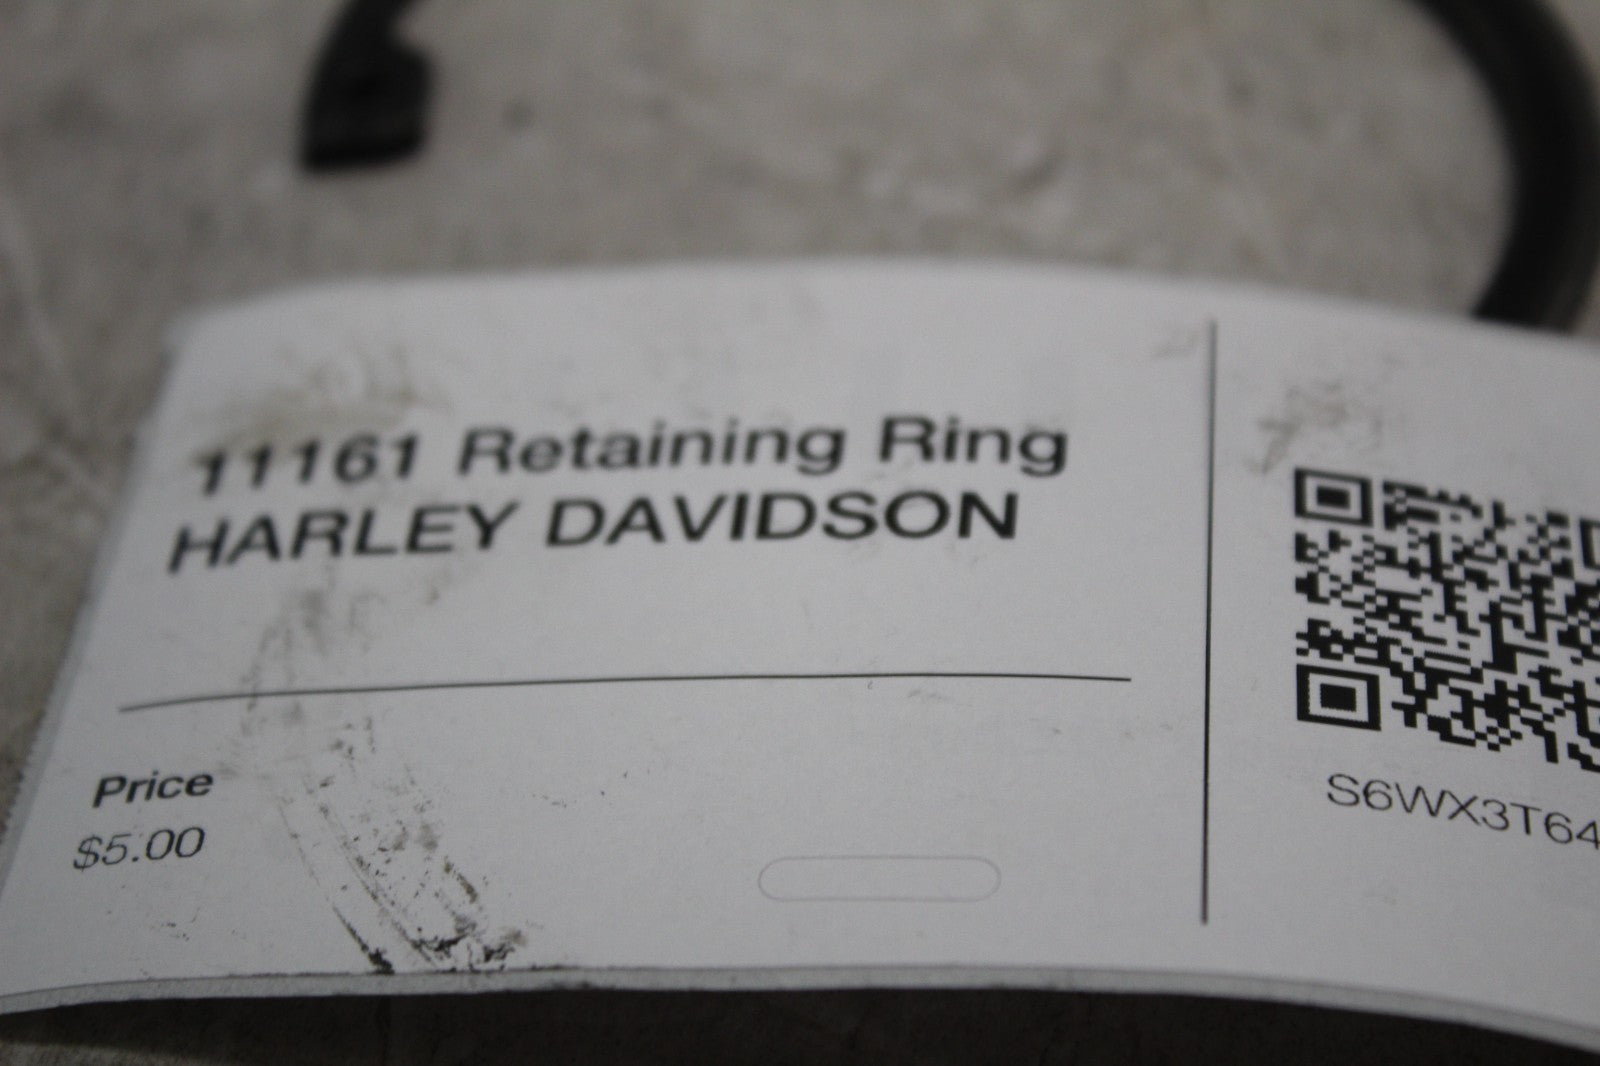 11161 Retaining Ring
HARLEY DAVIDSON
Price
$5.00
S6WX3T64